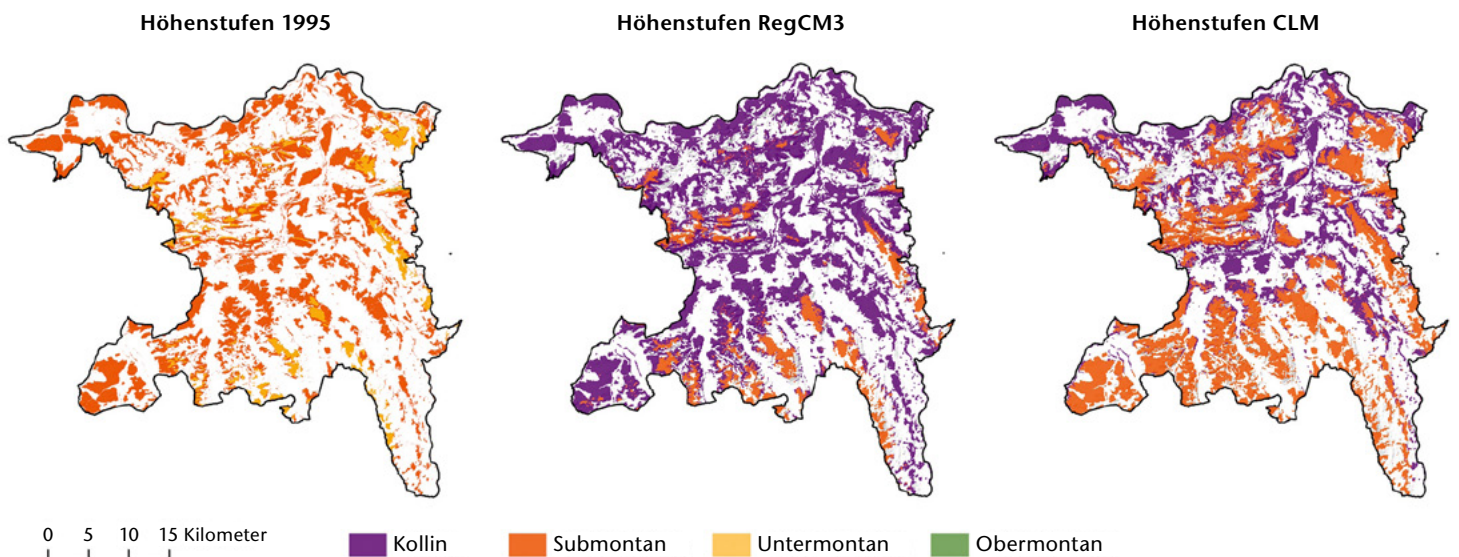 Höhenstufen 1995 Höhenstufen RegCM3 Höhenstufen CLM
0 5 10 15 Kilometer Kollin Submontan Untermontan Obermontan